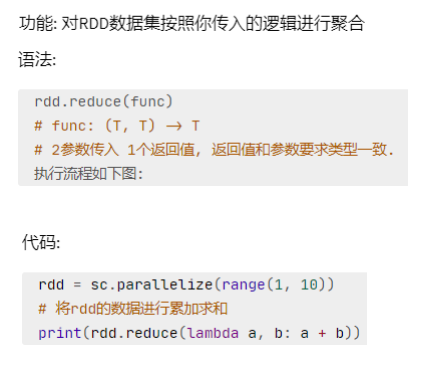 功能: 对RDD数据集按照你传入的逻辑进行聚合
语法:
rdd.reduce(func)
# func: (T, T) → T
# 2参数传入 1个返回值, 返回值和参数要求类型一致.
执行流程如下图:
代码:
rdd = sc.parallelize(range(1, 10))
# 将rdd的数据进行累加求和
print(rdd.reduce(lambda a, b: a + b))